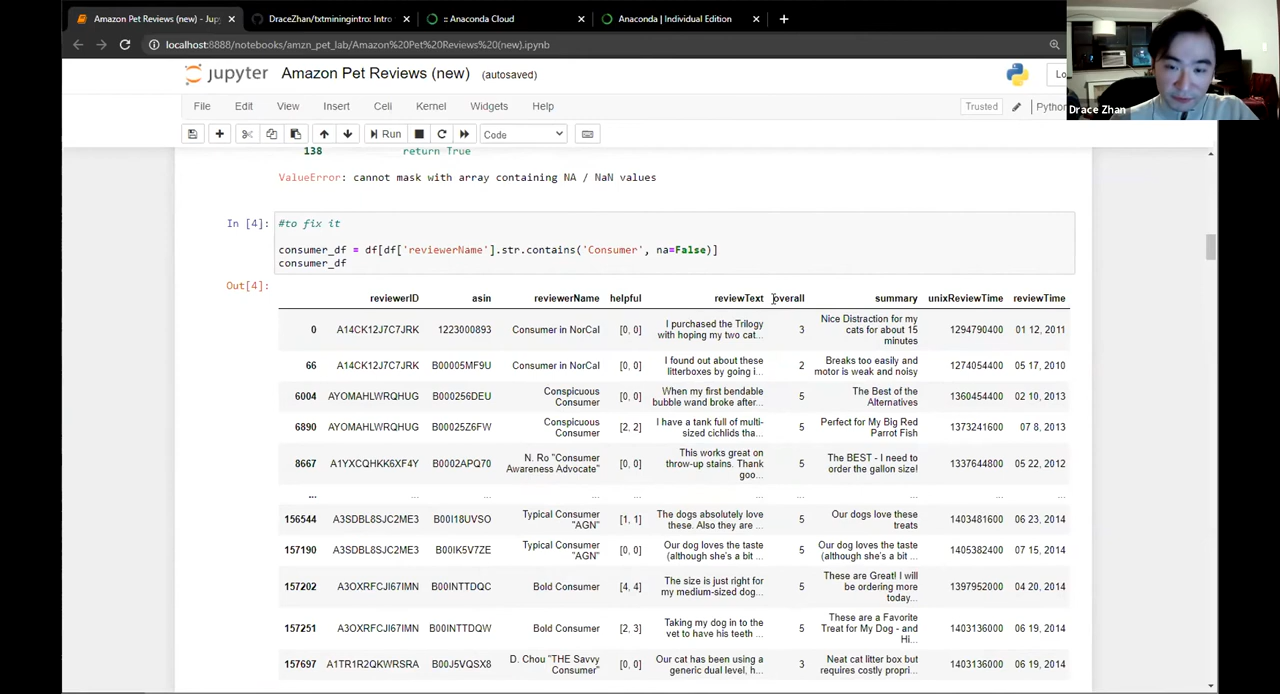 Amazon Pet Reviews (new) - Jup
DraceZhan/txtminingintro: Intro
:: Anaconda Cloud
Anaconda | Individual Edition
localhost:8888/notebooks/amzn_pet_lab/Amazon%20Pet%20Reviews%20(new).ipynb
jupyter Amazon Pet Reviews (new) (autosaved)
Lo
Drace Zhan
File Edit View Insert Cell Kernel Widgets Help
Trusted
Python
Run
Code
138 return True
ValueError: cannot mask with array containing NA / NaN values
In [4]: #to fix it
consumer_df = df[df['reviewerName'].str.contains('Consumer', na=False)]
consumer_df
Out[4]:
reviewerID asin reviewerName helpful reviewText overall summary unixReviewTime reviewTime
0 A14CK12J7C7JRK 1223000893 Consumer in NorCal [0, 0] I purchased the Trilogy with hoping my two cat... 3 Nice Distraction for my cats for about 15 minutes 1294790400 01 12, 2011
66 A14CK12J7C7JRK B00005MF9U Consumer in NorCal [0, 0] I found out about these litterboxes by going i... 2 Breaks too easily and motor is weak and noisy 1274054400 05 17, 2010
6004 AYOMAHLWRQHUG B000256DEU Conspicuous Consumer [0, 0] When my first bendable bubble wand broke after... 5 The Best of the Alternatives 1360454400 02 10, 2013
6890 AYOMAHLWRQHUG B00025Z6FW Conspicuous Consumer [2, 2] I have a tank full of multi-sized cichlids tha... 5 Perfect for My Big Red Parrot Fish 1373241600 07 8, 2013
8667 A1YXCQHKK6XF4Y B0002APQ70 N. Ro "Consumer Awareness Advocate" [0, 0] This works great on throw-up stains. Thank goo... 5 The BEST - I need to order the gallon size! 1337644800 05 22, 2012
... ... ... ... ... ... ... ... ... ...
156544 A3SDBL8SJC2ME3 B00I18UVSO Typical Consumer "AGN" [1, 1] The dogs absolutely love these. Also they are ... 5 Our dogs love these treats 1403481600 06 23, 2014
157190 A3SDBL8SJC2ME3 B00IK5V7ZE Typical Consumer "AGN" [0, 0] Our dog loves the taste (although she's a bit ... 5 Our dog loves the taste (although she's a bit ... 1405382400 07 15, 2014
157202 A3OXRFCJI67IMN B00INTTDQC Bold Consumer [4, 4] The size is just right for my medium-sized dog... 5 These are Great! I will be ordering more today... 1397952000 04 20, 2014
157251 A3OXRFCJI67IMN B00INTTDQW Bold Consumer [2, 3] Taking my dog in to the vet to have his teeth ... 5 These are a Favorite Treat for My Dog - and Hi... 1403136000 06 19, 2014
157697 A1TR1R2QKWRSRA B00J5VQSX8 D. Chou "THE Savvy Consumer" [0, 0] Our cat has been using a generic dual level, h... 3 Neat cat litter box but requires costly propri... 1403136000 06 19, 2014